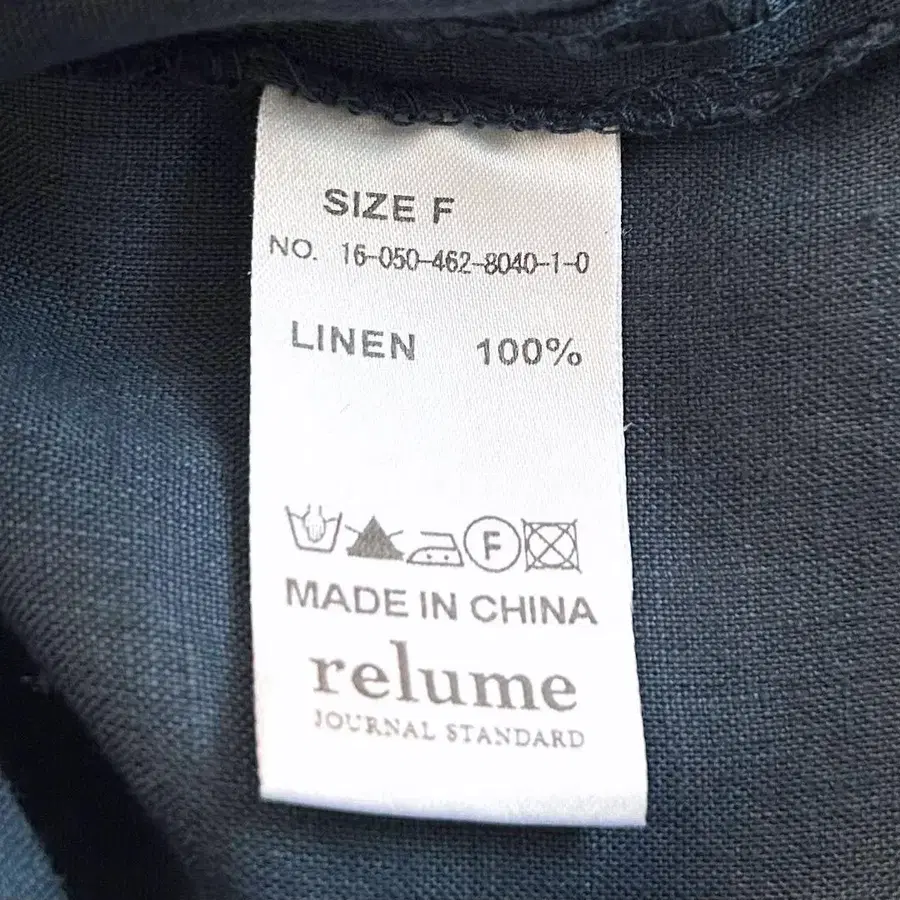 SIZE F
NO. 16-050-462-8040-1-0
LINEN 100%
F
MADE IN CHINA
relume
JOURNAL STANDARD